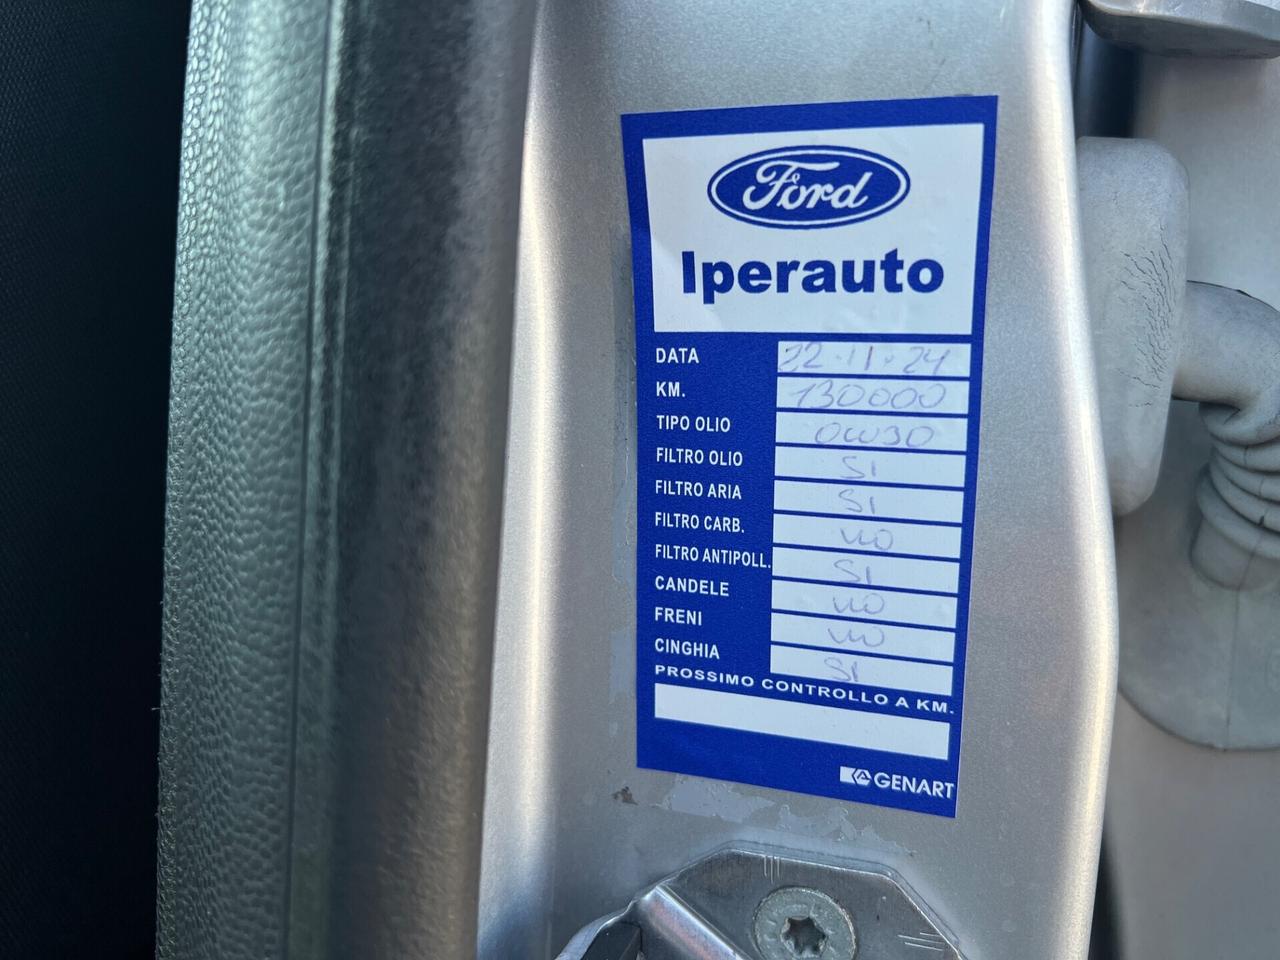 Ford
Iperauto
DATA 22-11-24
KM. 130000
TIPO OLIO 0W30
FILTRO OLIO SI
FILTRO ARIA SI
FILTRO CARB. NO
FILTRO ANTIPOLL. SI
CANDELE NO
FRENI NO
CINGHIA SI
PROSSIMO CONTROLLO A KM.
GENART